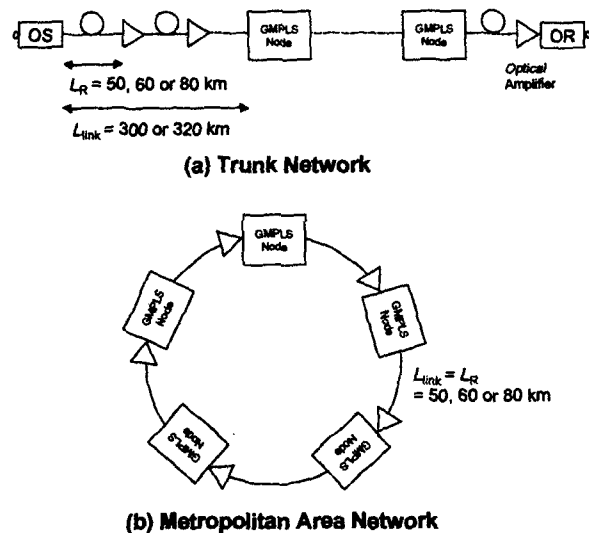 OS
GMPLS
Node
GMPLS
Node
OR
Optical
Amplifier
L_R = 50, 60 or 80 km
L_link = 300 or 320 km
(a) Trunk Network
GMPLS
Node
GMPLS
Node
GMPLS
Node
L_link = L_R
= 50, 60 or 80 km
GMPLS
Node
GMPLS
Node
(b) Metropolitan Area Network